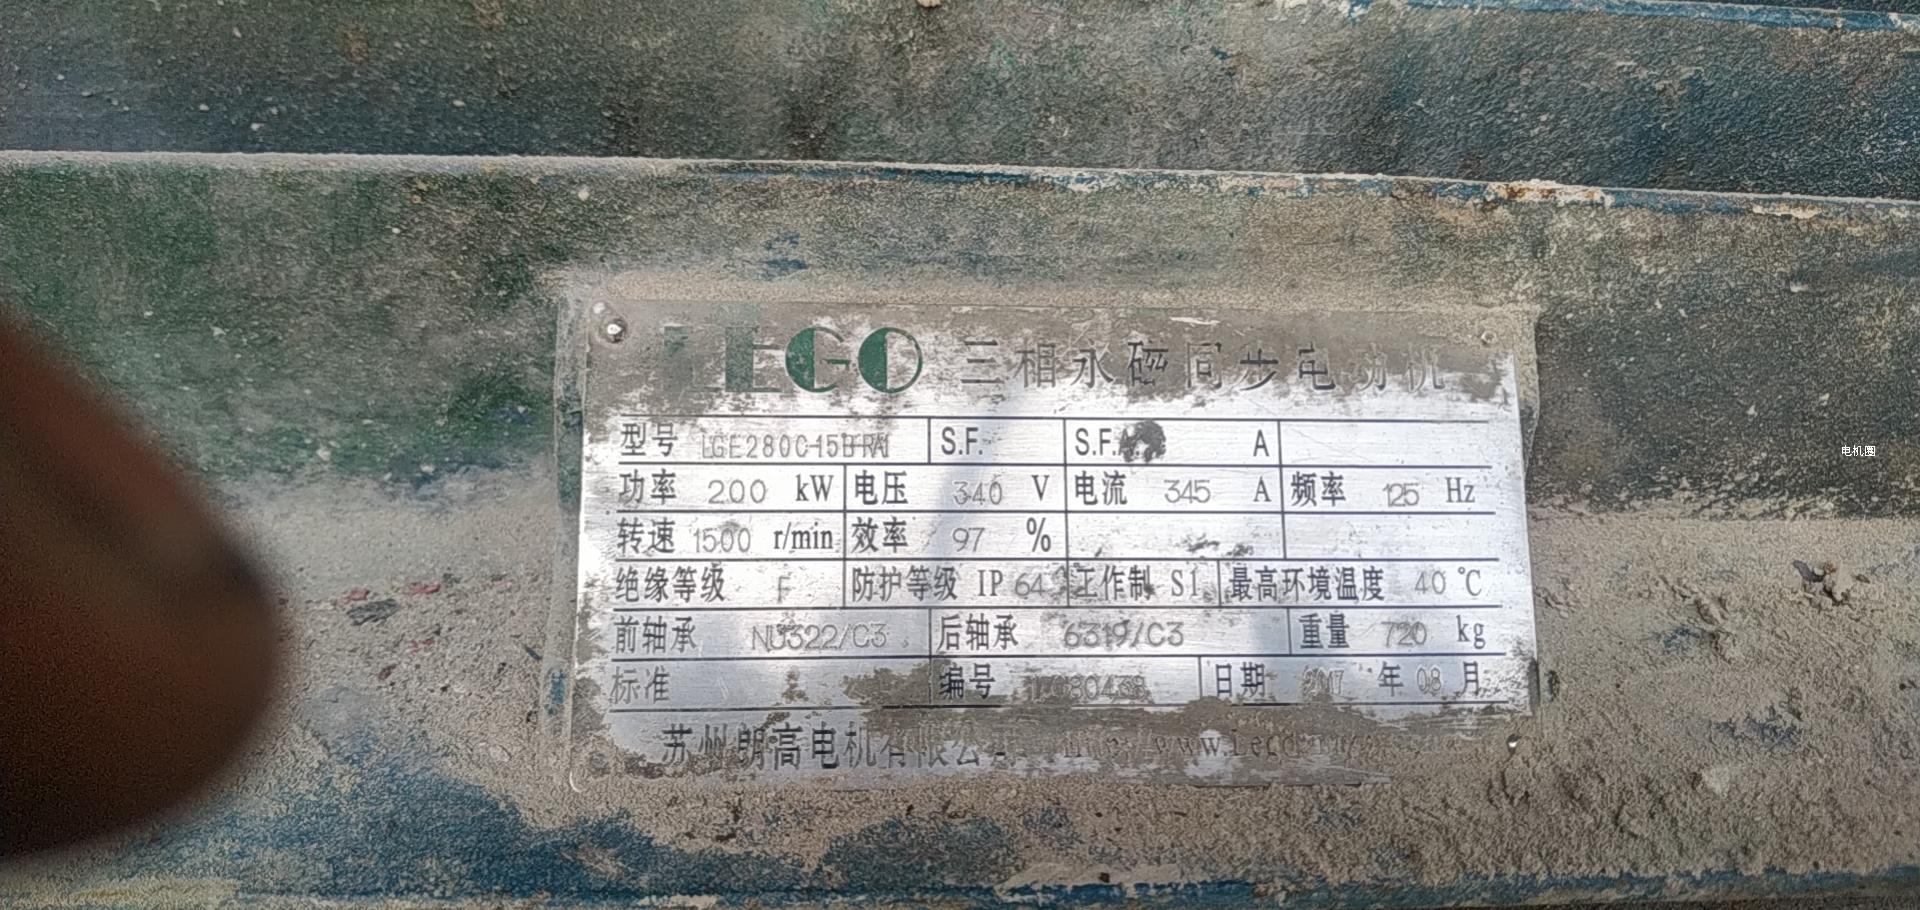 LEGO 三相永磁同步电动机
型号 LGE280C-15B-RA1 S.F. S.F.A. A
功率 200 kW 电压 340 V 电流 345 A 频率 125 Hz
转速 1500 r/min 效率 97 %
绝缘等级 F 防护等级 IP 64 工作制 S1 最高环境温度 40 ℃
前轴承 NU322/C3 后轴承 6319/C3 重量 720 kg
标准 编号 日期 2017 年 08 月
苏州朗高电机有限公司
电机圈